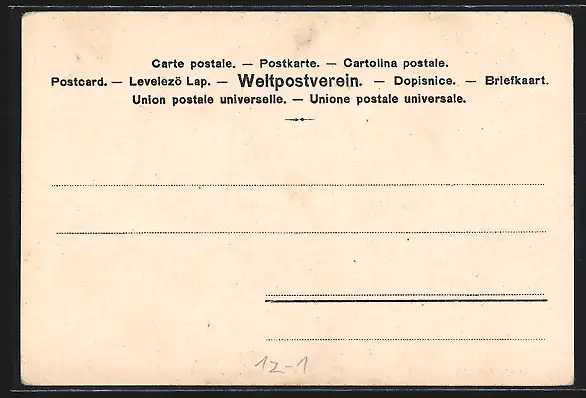 Carte postale. — Postkarte. — Cartolina postale.
Postcard. — Levelezö Lap. — Weltpostverein. — Dopisnice. — Briefkaart.
Union postale universelle. — Unione postale universale.
12-1